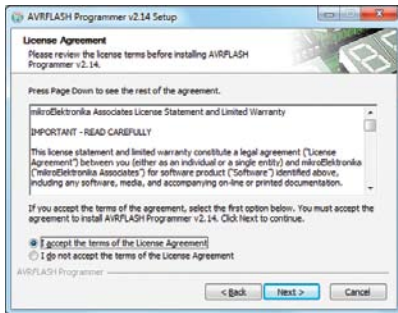 AVRFLASH Programmer v2.14 Setup
License Agreement
Please review the license terms before installing AVRFLASH
Programmer v2.14.
Press Page Down to see the rest of the agreement.
mikroElektronika Associates License Statement and Limited Warranty
IMPORTANT - READ CAREFULLY
This license statement and limited warranty constitute a legal agreement ("License
Agreement") between you (either as an individual or a single entity) and mikroElektronika
("mikroElektronika Associates") for software product ("Software") identified above,
including any software, media, and accompanying on-line or printed documentation.
If you accept the terms of the agreement, select the first option below. You must accept the
agreement to install AVRFLASH Programmer v2.14. Click Next to continue.
I accept the terms of the License Agreement
I do not accept the terms of the License Agreement
AVRFLASH Programmer
< Back Next > Cancel